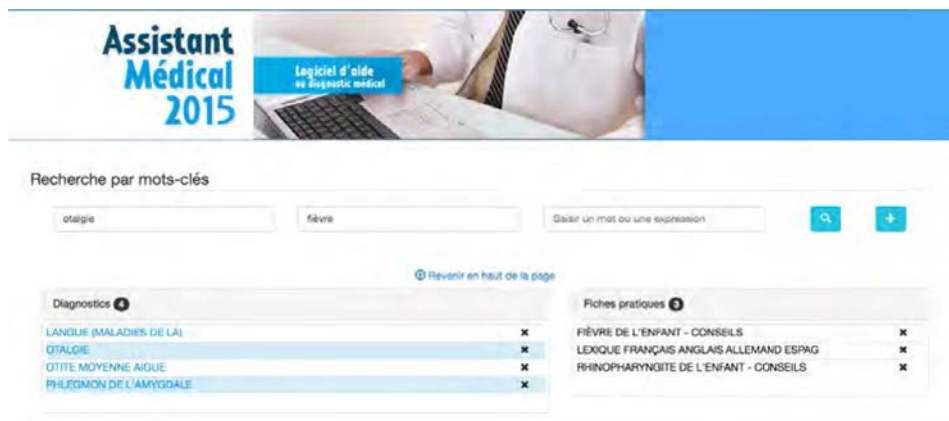 Assistant
Médical
2015
Logiciel d'aide
au diagnostic médical
Recherche par mots-clés
otalgie
fièvre
Saisir un mot ou une expression
Revenir en haut de la page
Diagnostics 4
LANGUE (MALADIES DE LA)
OTALGIE
OTITE MOYENNE AIGUE
PHLEGMON DE L'AMYGDALE
Fiches pratiques 3
FIÈVRE DE L'ENFANT - CONSEILS
LEXIQUE FRANÇAIS ANGLAIS ALLEMAND ESPAG
RHINOPHARYNGITE DE L'ENFANT - CONSEILS